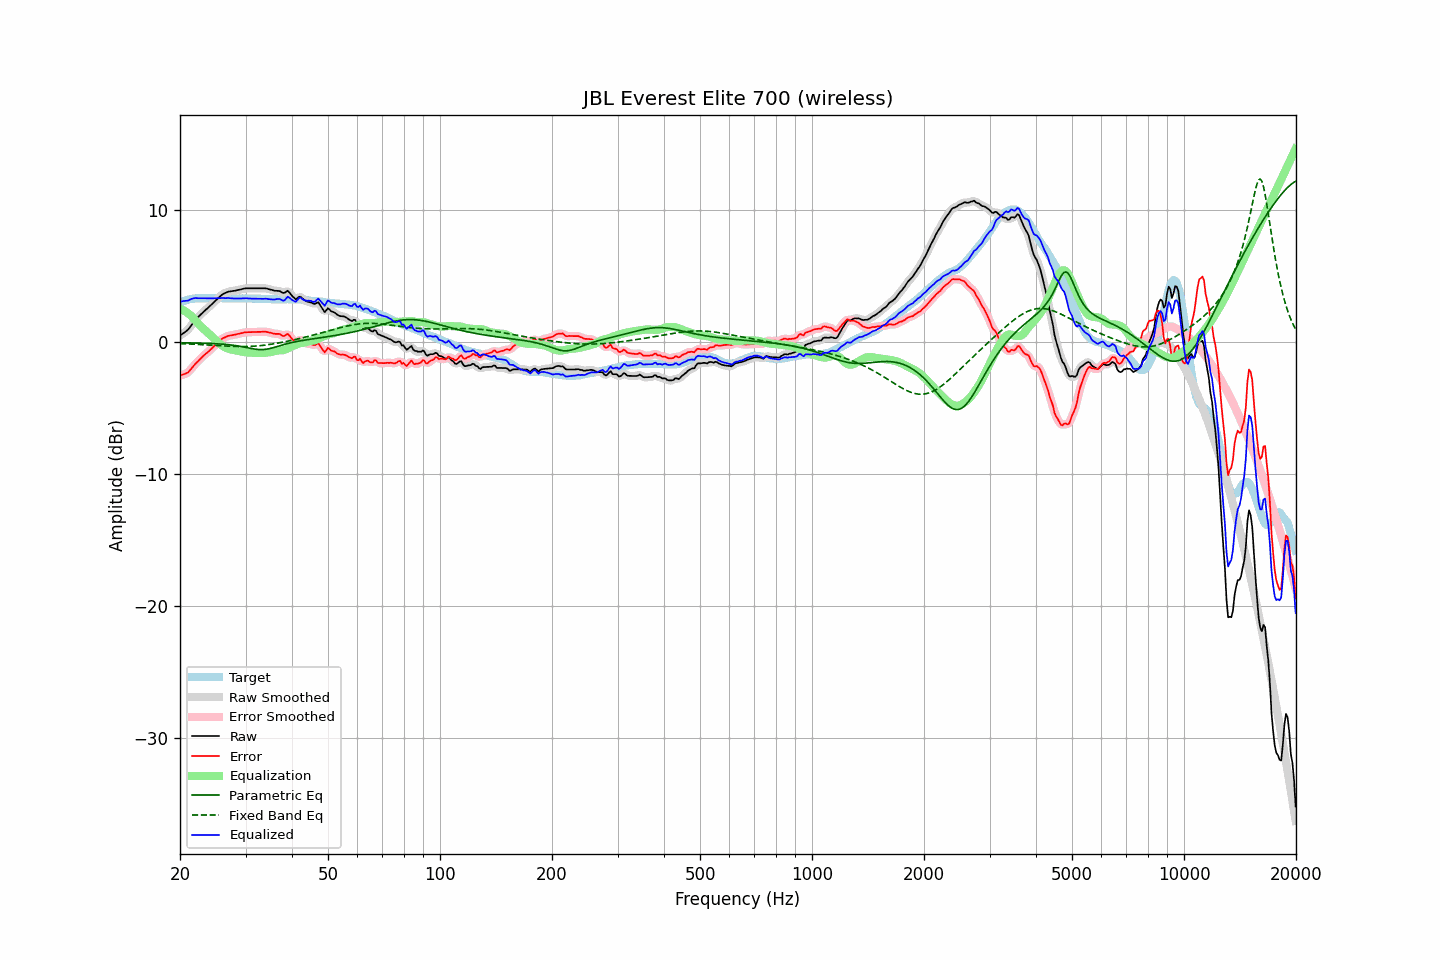 JBL Everest Elite 700 (wireless)
10
0
−10
−20
−30
Amplitude (dBr)
Target
Raw Smoothed
Error Smoothed
Raw
Error
Equalization
Parametric Eq
Fixed Band Eq
Equalized
20 50 100 200 500 1000 2000 5000 10000 20000
Frequency (Hz)